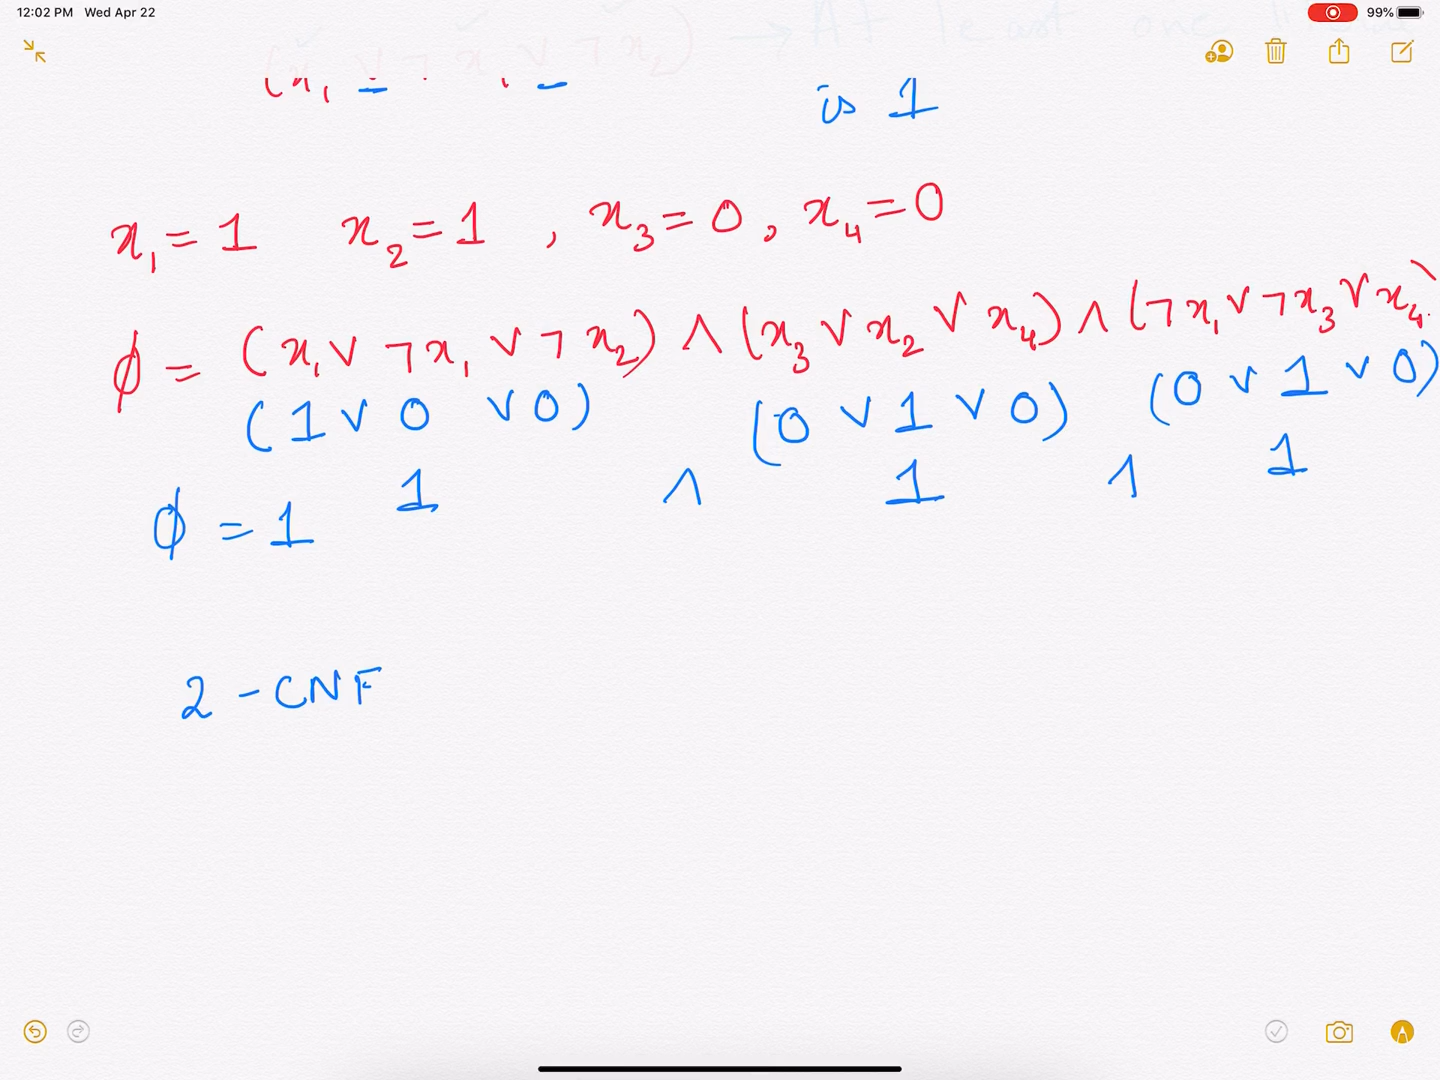 12:02 PM Wed Apr 22 99%
is 1
x₁ = 1 x₂ = 1 , x₃ = 0 , x₄ = 0
ϕ = (x₁ ∨ ¬x₁ ∨ ¬x₂) ∧ (x₃ ∨ x₂ ∨ x₄) ∧ (¬x₁ ∨ ¬x₃ ∨ x₄)
(1 ∨ 0 ∨ 0) (0 ∨ 1 ∨ 0) (0 ∨ 1 ∨ 0)
1 ∧ 1 ∧ 1
ϕ = 1
2 - CNF